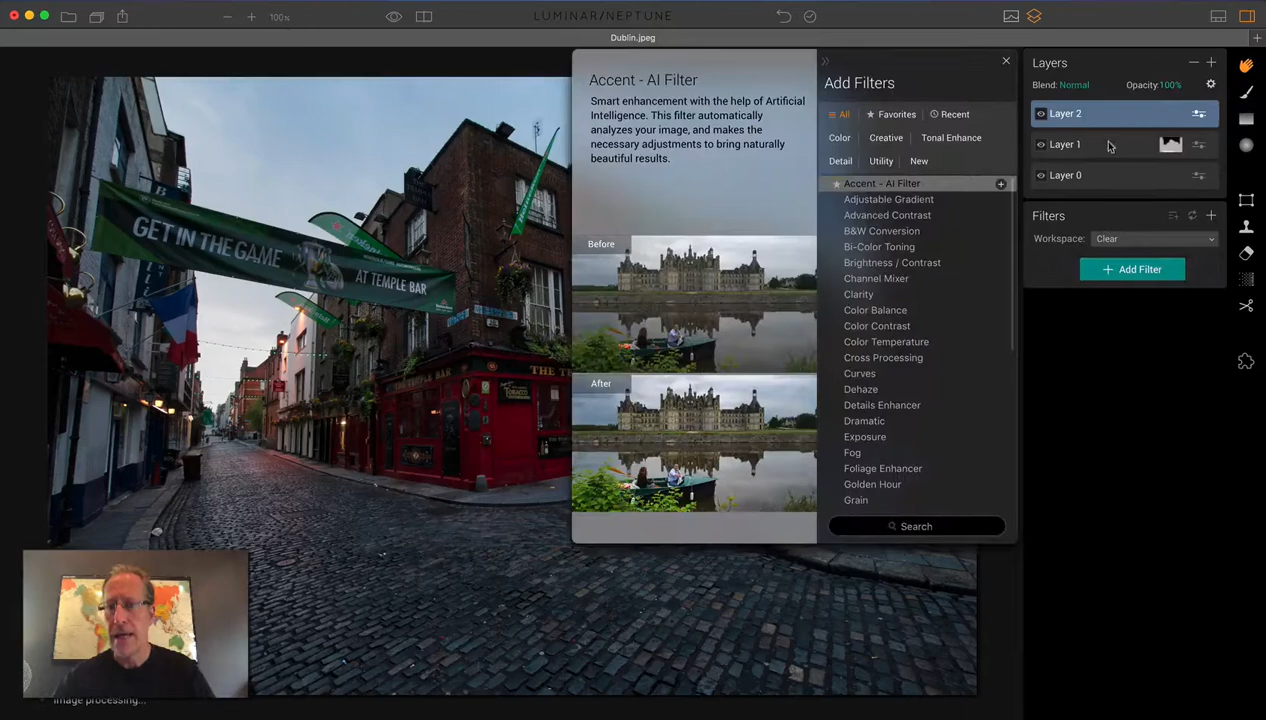 100%
LUMINAR/NEPTUNE
Dublin.jpeg
GET IN THE GAME
AT TEMPLE BAR
Heineken
TOBACCO
Accent - AI Filter
Smart enhancement with the help of Artificial
Intelligence. This filter automatically
analyzes your image, and makes the
necessary adjustments to bring naturally
beautiful results.
Before
After
Add Filters
All
Favorites
Recent
Color
Creative
Tonal Enhance
Detail
Utility
New
Accent - AI Filter
Adjustable Gradient
Advanced Contrast
B&W Conversion
Bi-Color Toning
Brightness / Contrast
Channel Mixer
Clarity
Color Balance
Color Contrast
Color Temperature
Cross Processing
Curves
Dehaze
Details Enhancer
Dramatic
Exposure
Fog
Foliage Enhancer
Golden Hour
Grain
Search
Layers
Blend: Normal
Opacity:100%
Layer 2
Layer 1
Layer 0
Filters
Workspace: Clear
+ Add Filter
Image processing...